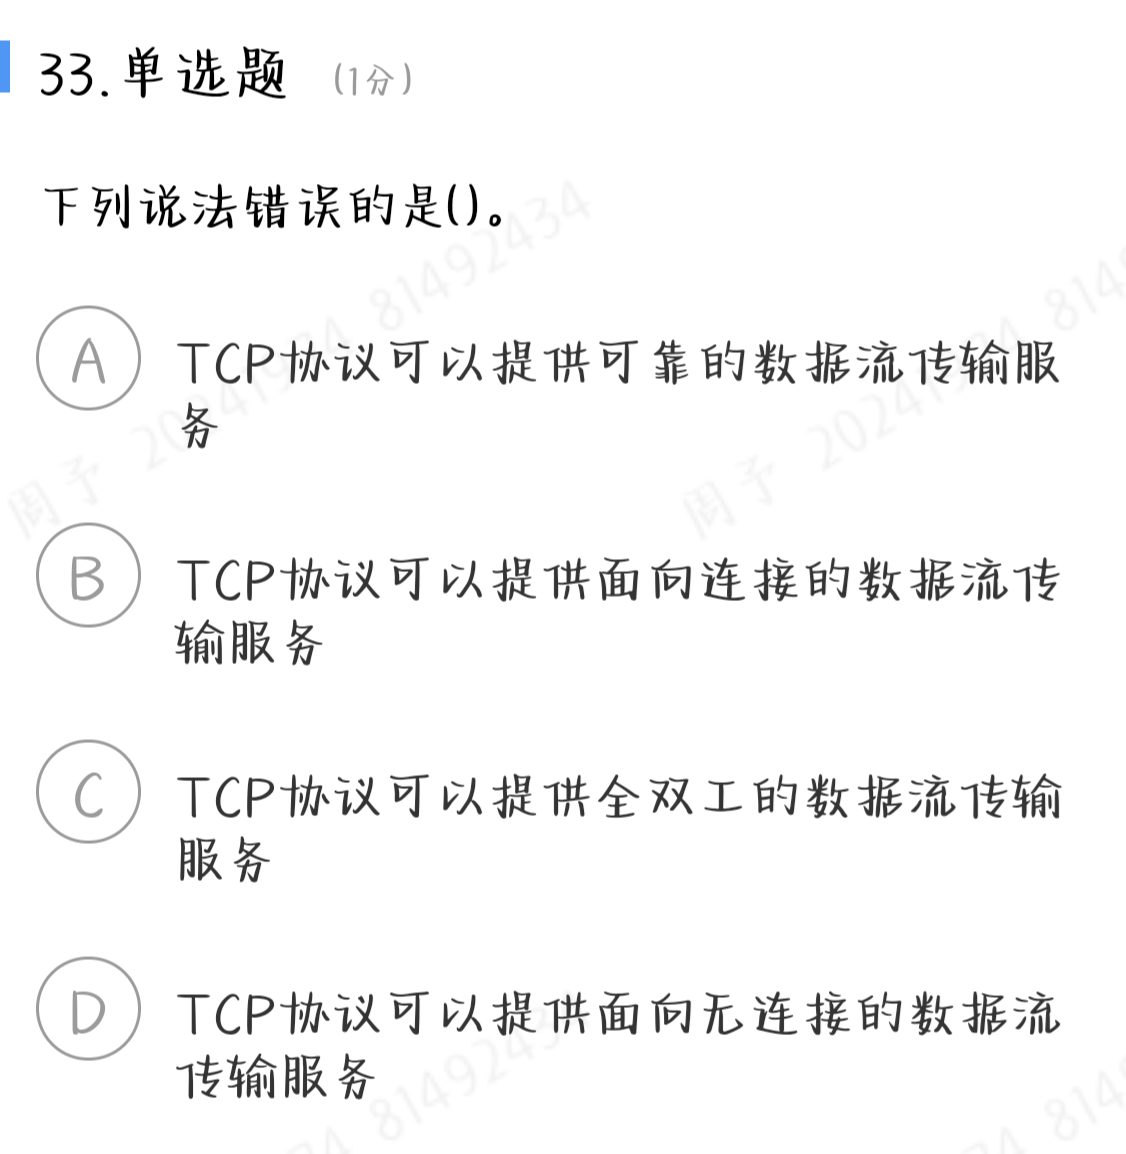 33.单选题 (1分)
下列说法错误的是()。
A TCP协议可以提供可靠的数据流传输服
务
B TCP协议可以提供面向连接的数据流传
输服务
C TCP协议可以提供全双工的数据流传输
服务
D TCP协议可以提供面向无连接的数据流
传输服务